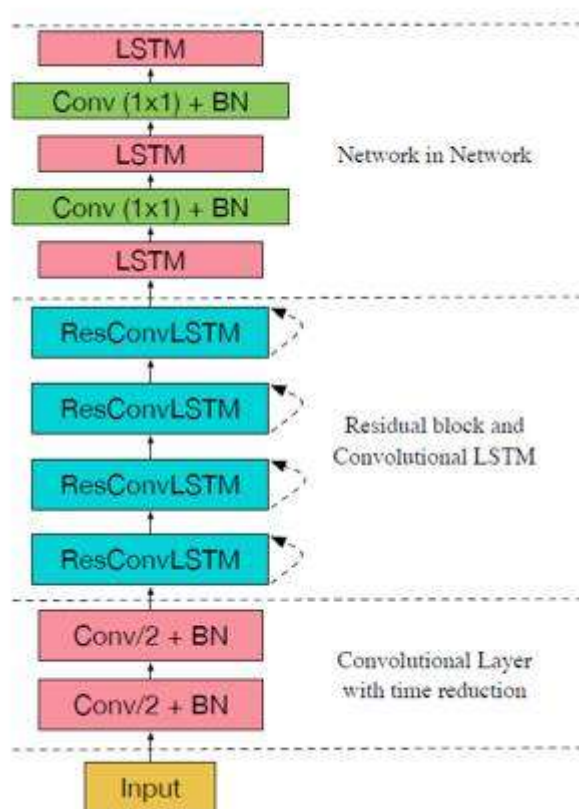 LSTM
Conv (1x1) + BN
LSTM
Network in Network
Conv (1x1) + BN
LSTM
ResConvLSTM
ResConvLSTM
Residual block and
Convolutional LSTM
ResConvLSTM
ResConvLSTM
Conv/2 + BN
Convolutional Layer
with time reduction
Conv/2 + BN
Input